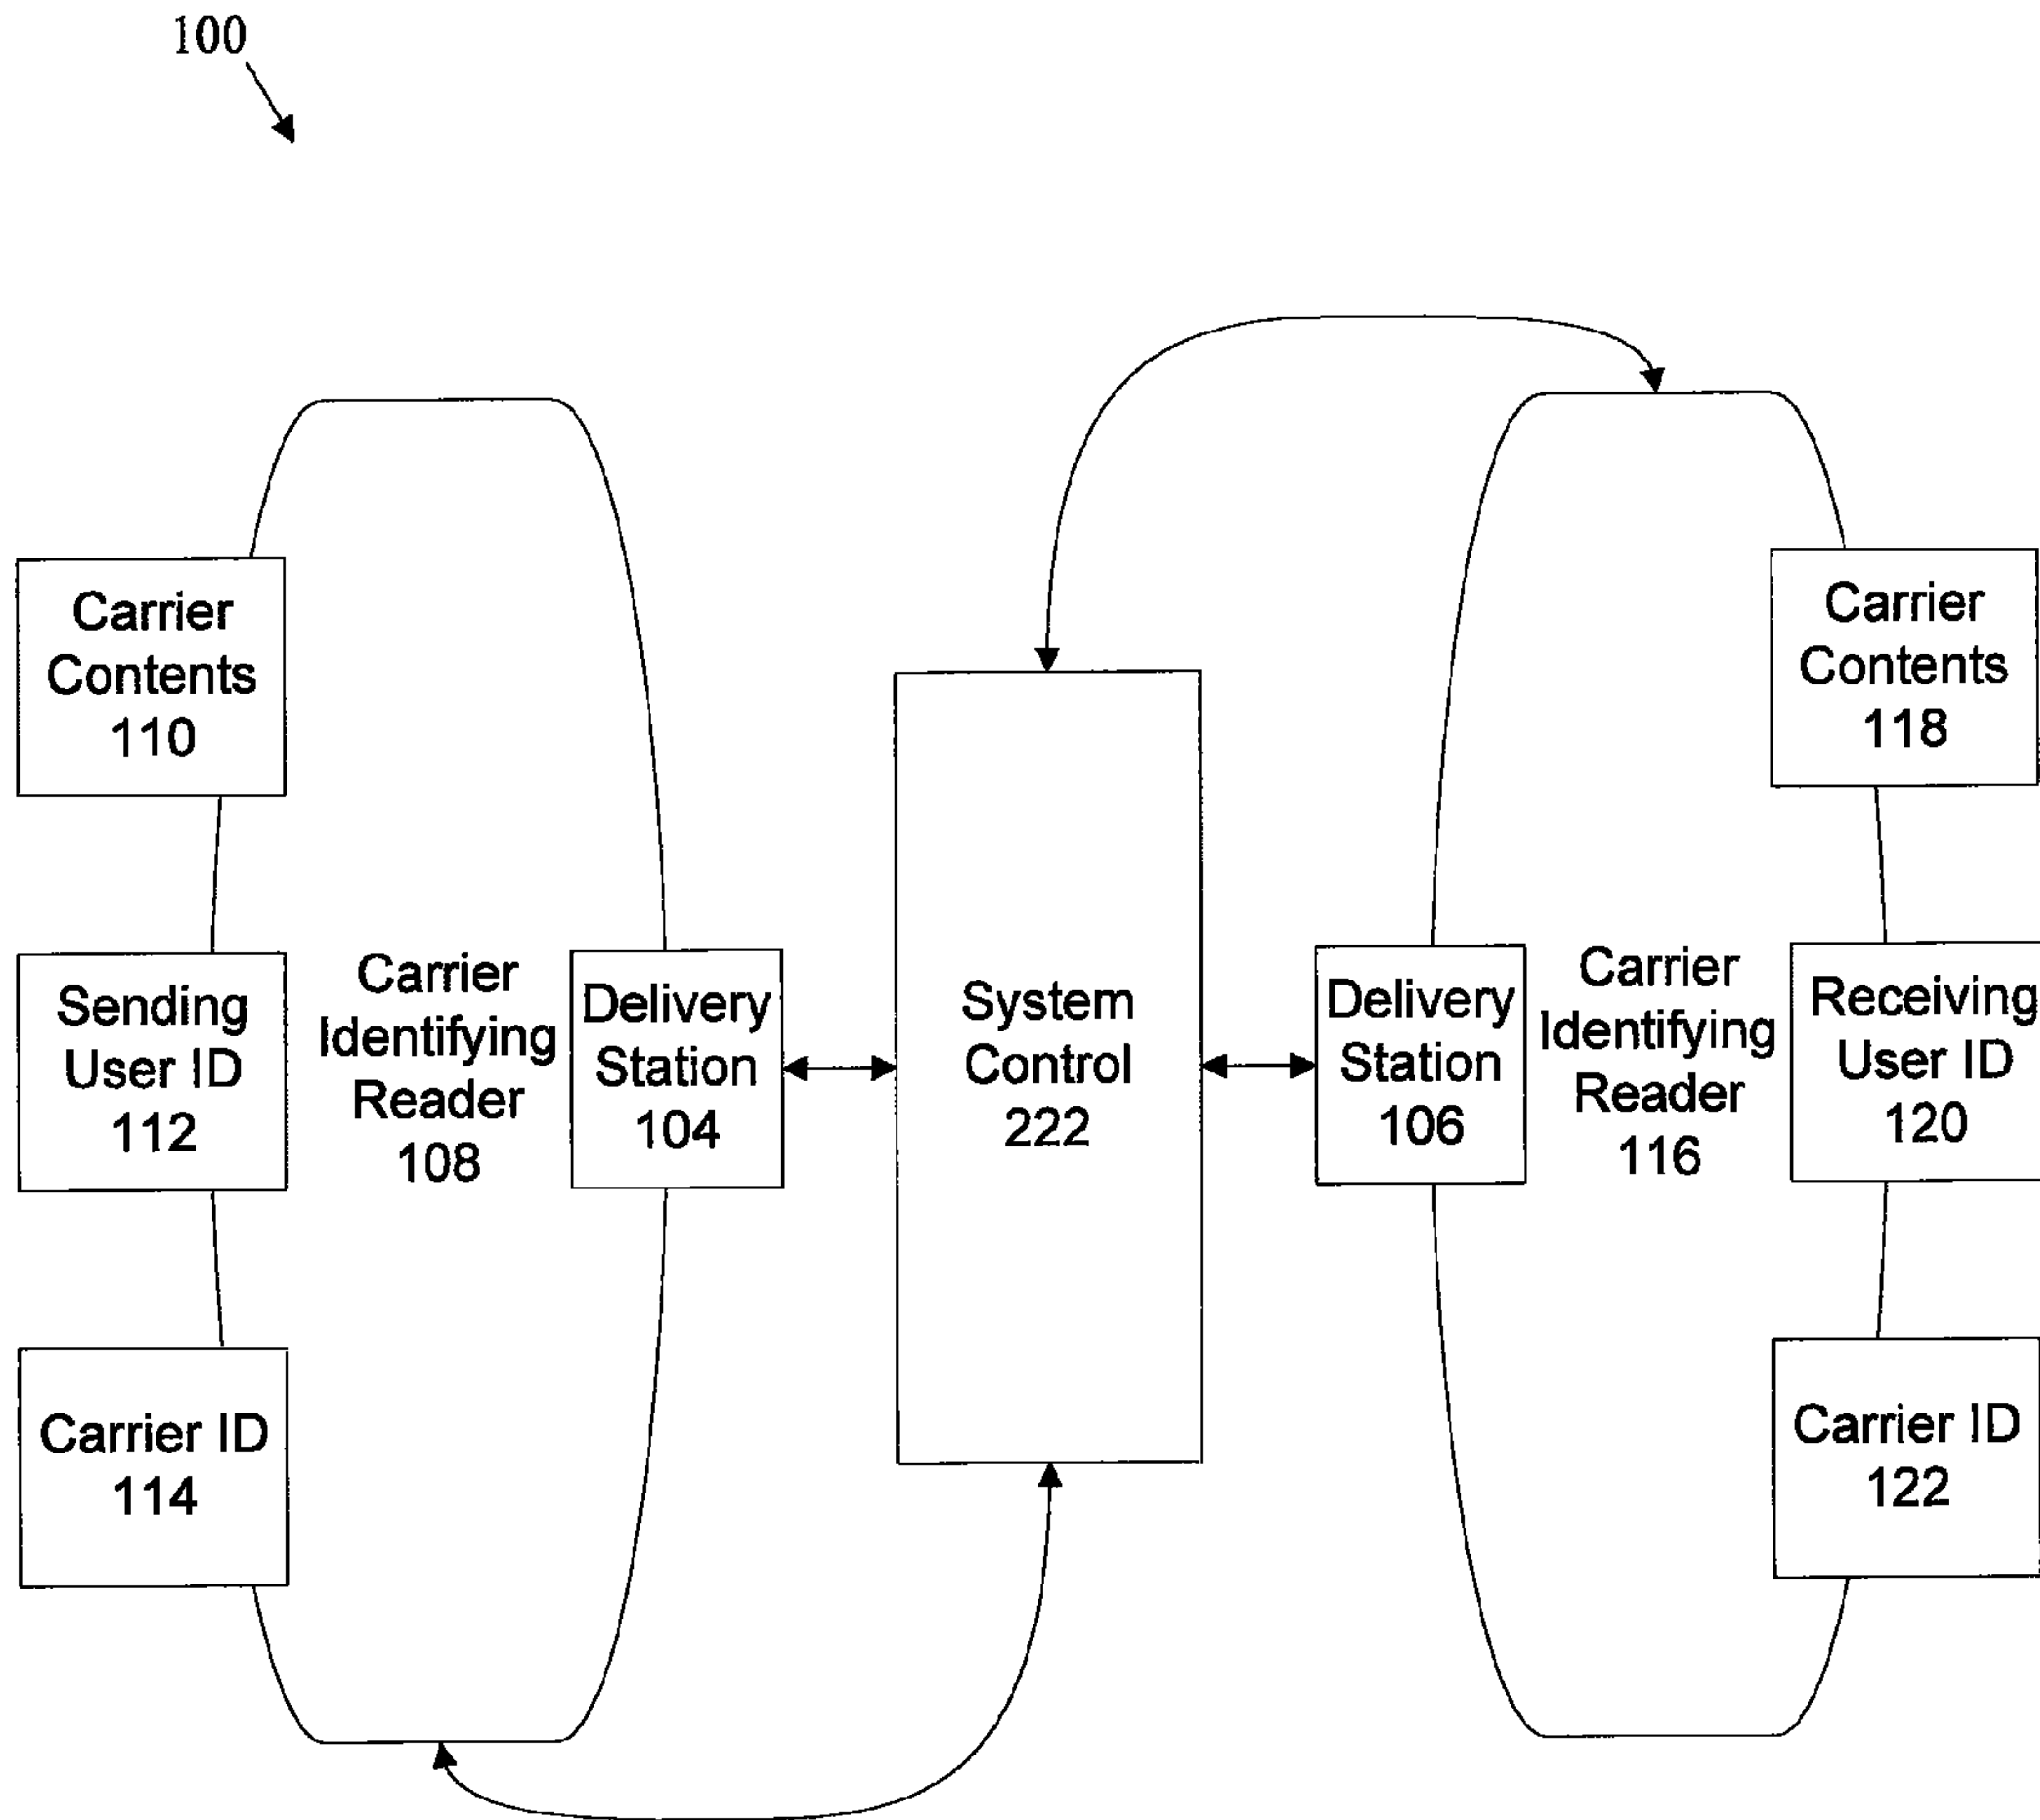 100
Carrier
Contents
110
Sending
User ID
112
Carrier ID
114
Carrier
Identifying
Reader
108
Delivery
Station
104
System
Control
222
Delivery
Station
106
Carrier
Identifying
Reader
116
Carrier
Contents
118
Receiving
User ID
120
Carrier ID
122